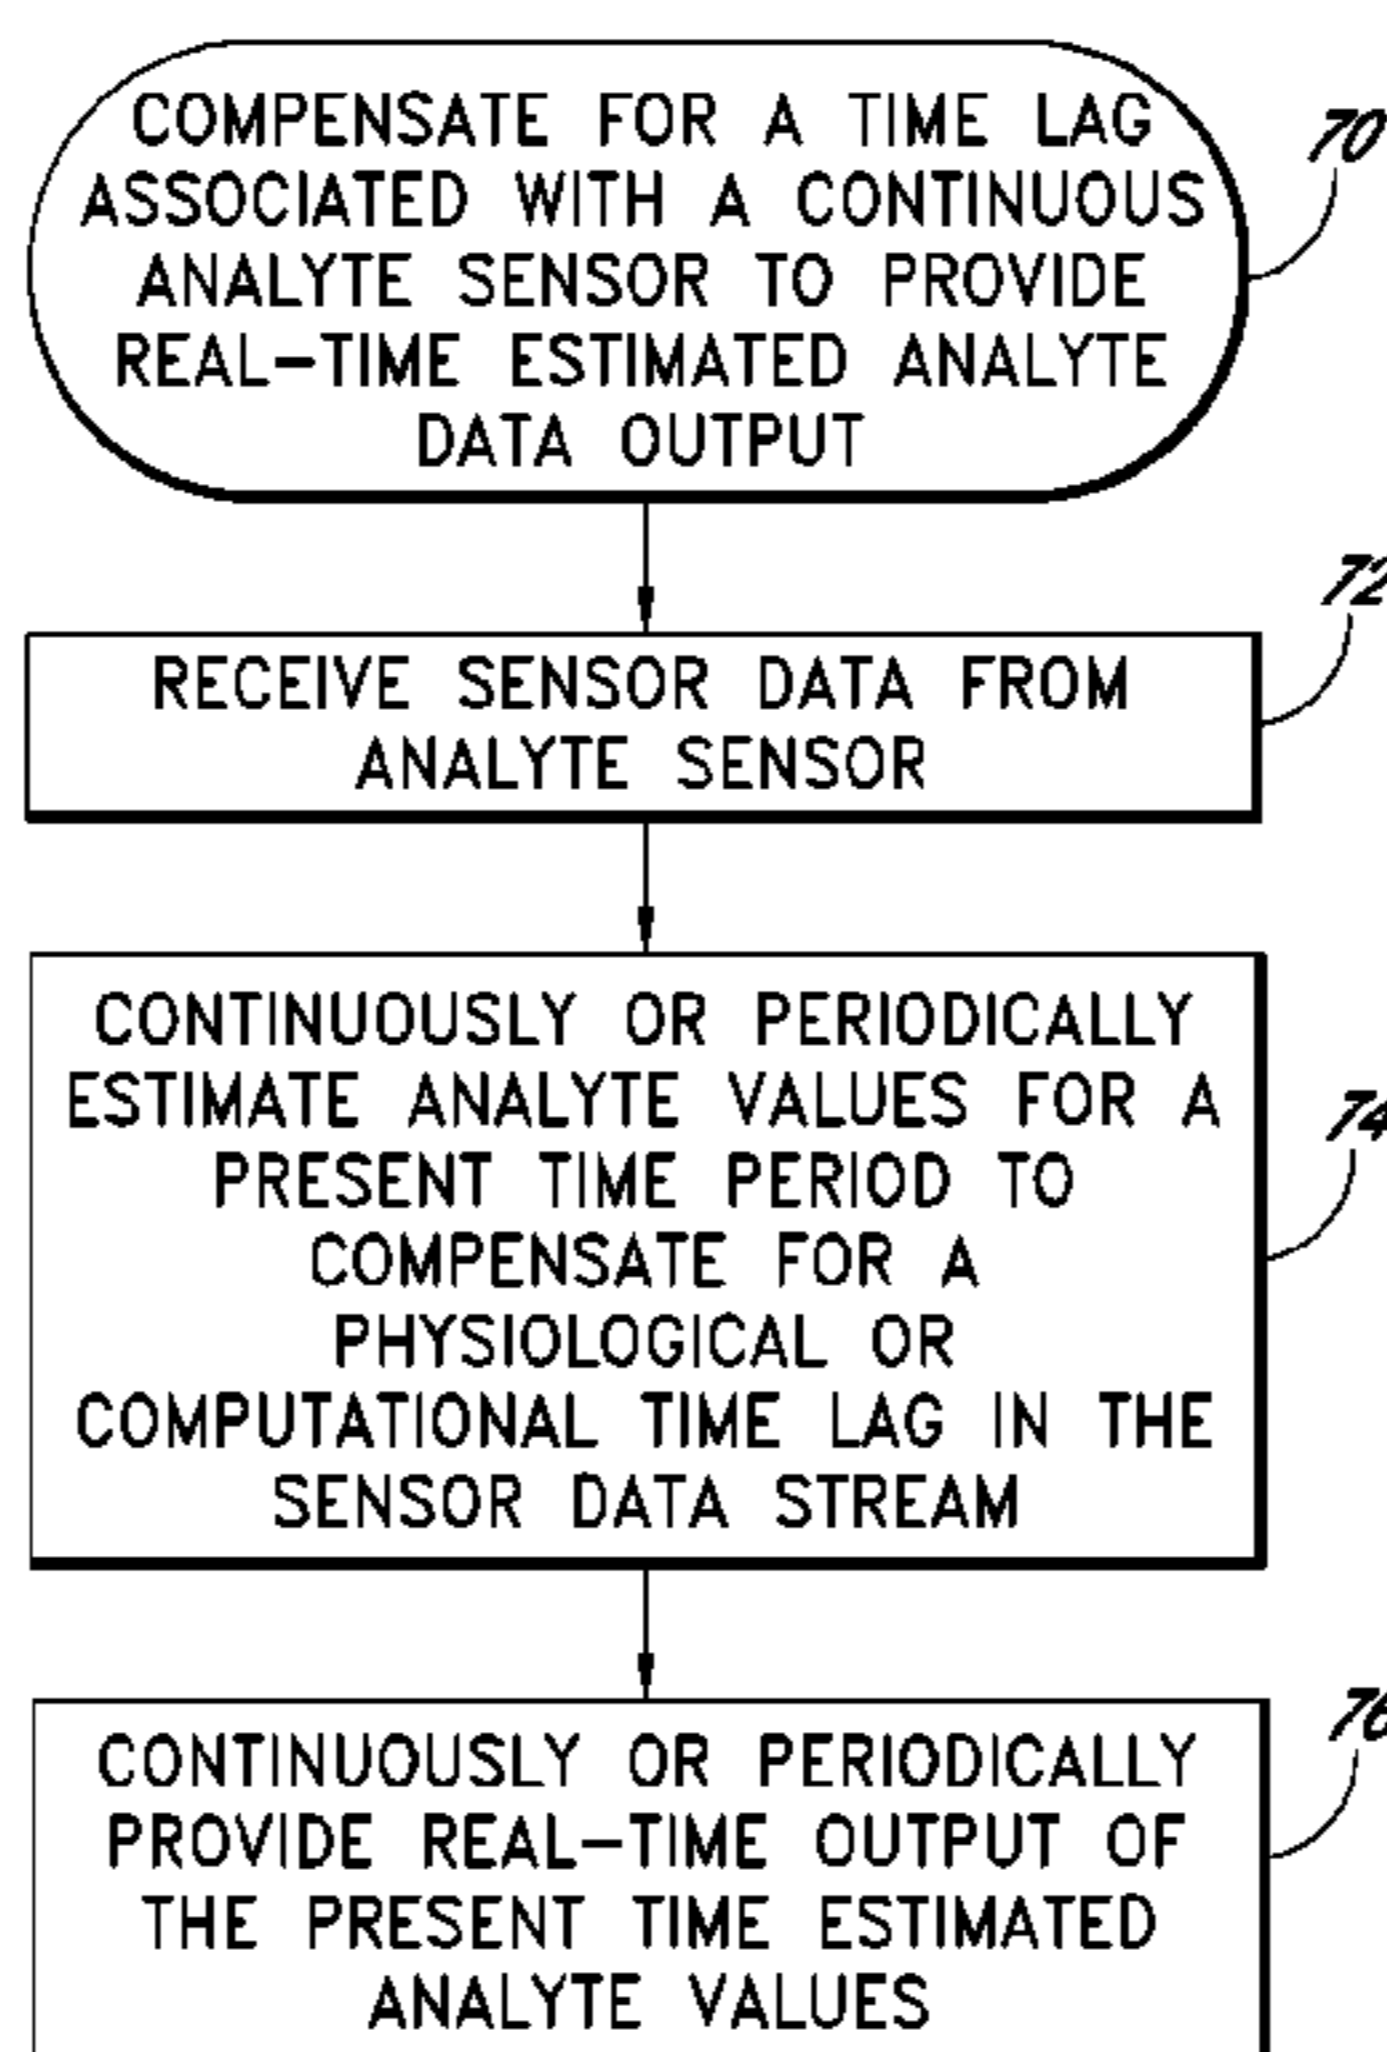 COMPENSATE FOR A TIME LAG
ASSOCIATED WITH A CONTINUOUS
ANALYTE SENSOR TO PROVIDE
REAL-TIME ESTIMATED ANALYTE
DATA OUTPUT
70
RECEIVE SENSOR DATA FROM
ANALYTE SENSOR
72
CONTINUOUSLY OR PERIODICALLY
ESTIMATE ANALYTE VALUES FOR A
PRESENT TIME PERIOD TO
COMPENSATE FOR A
PHYSIOLOGICAL OR
COMPUTATIONAL TIME LAG IN THE
SENSOR DATA STREAM
74
CONTINUOUSLY OR PERIODICALLY
PROVIDE REAL-TIME OUTPUT OF
THE PRESENT TIME ESTIMATED
ANALYTE VALUES
76